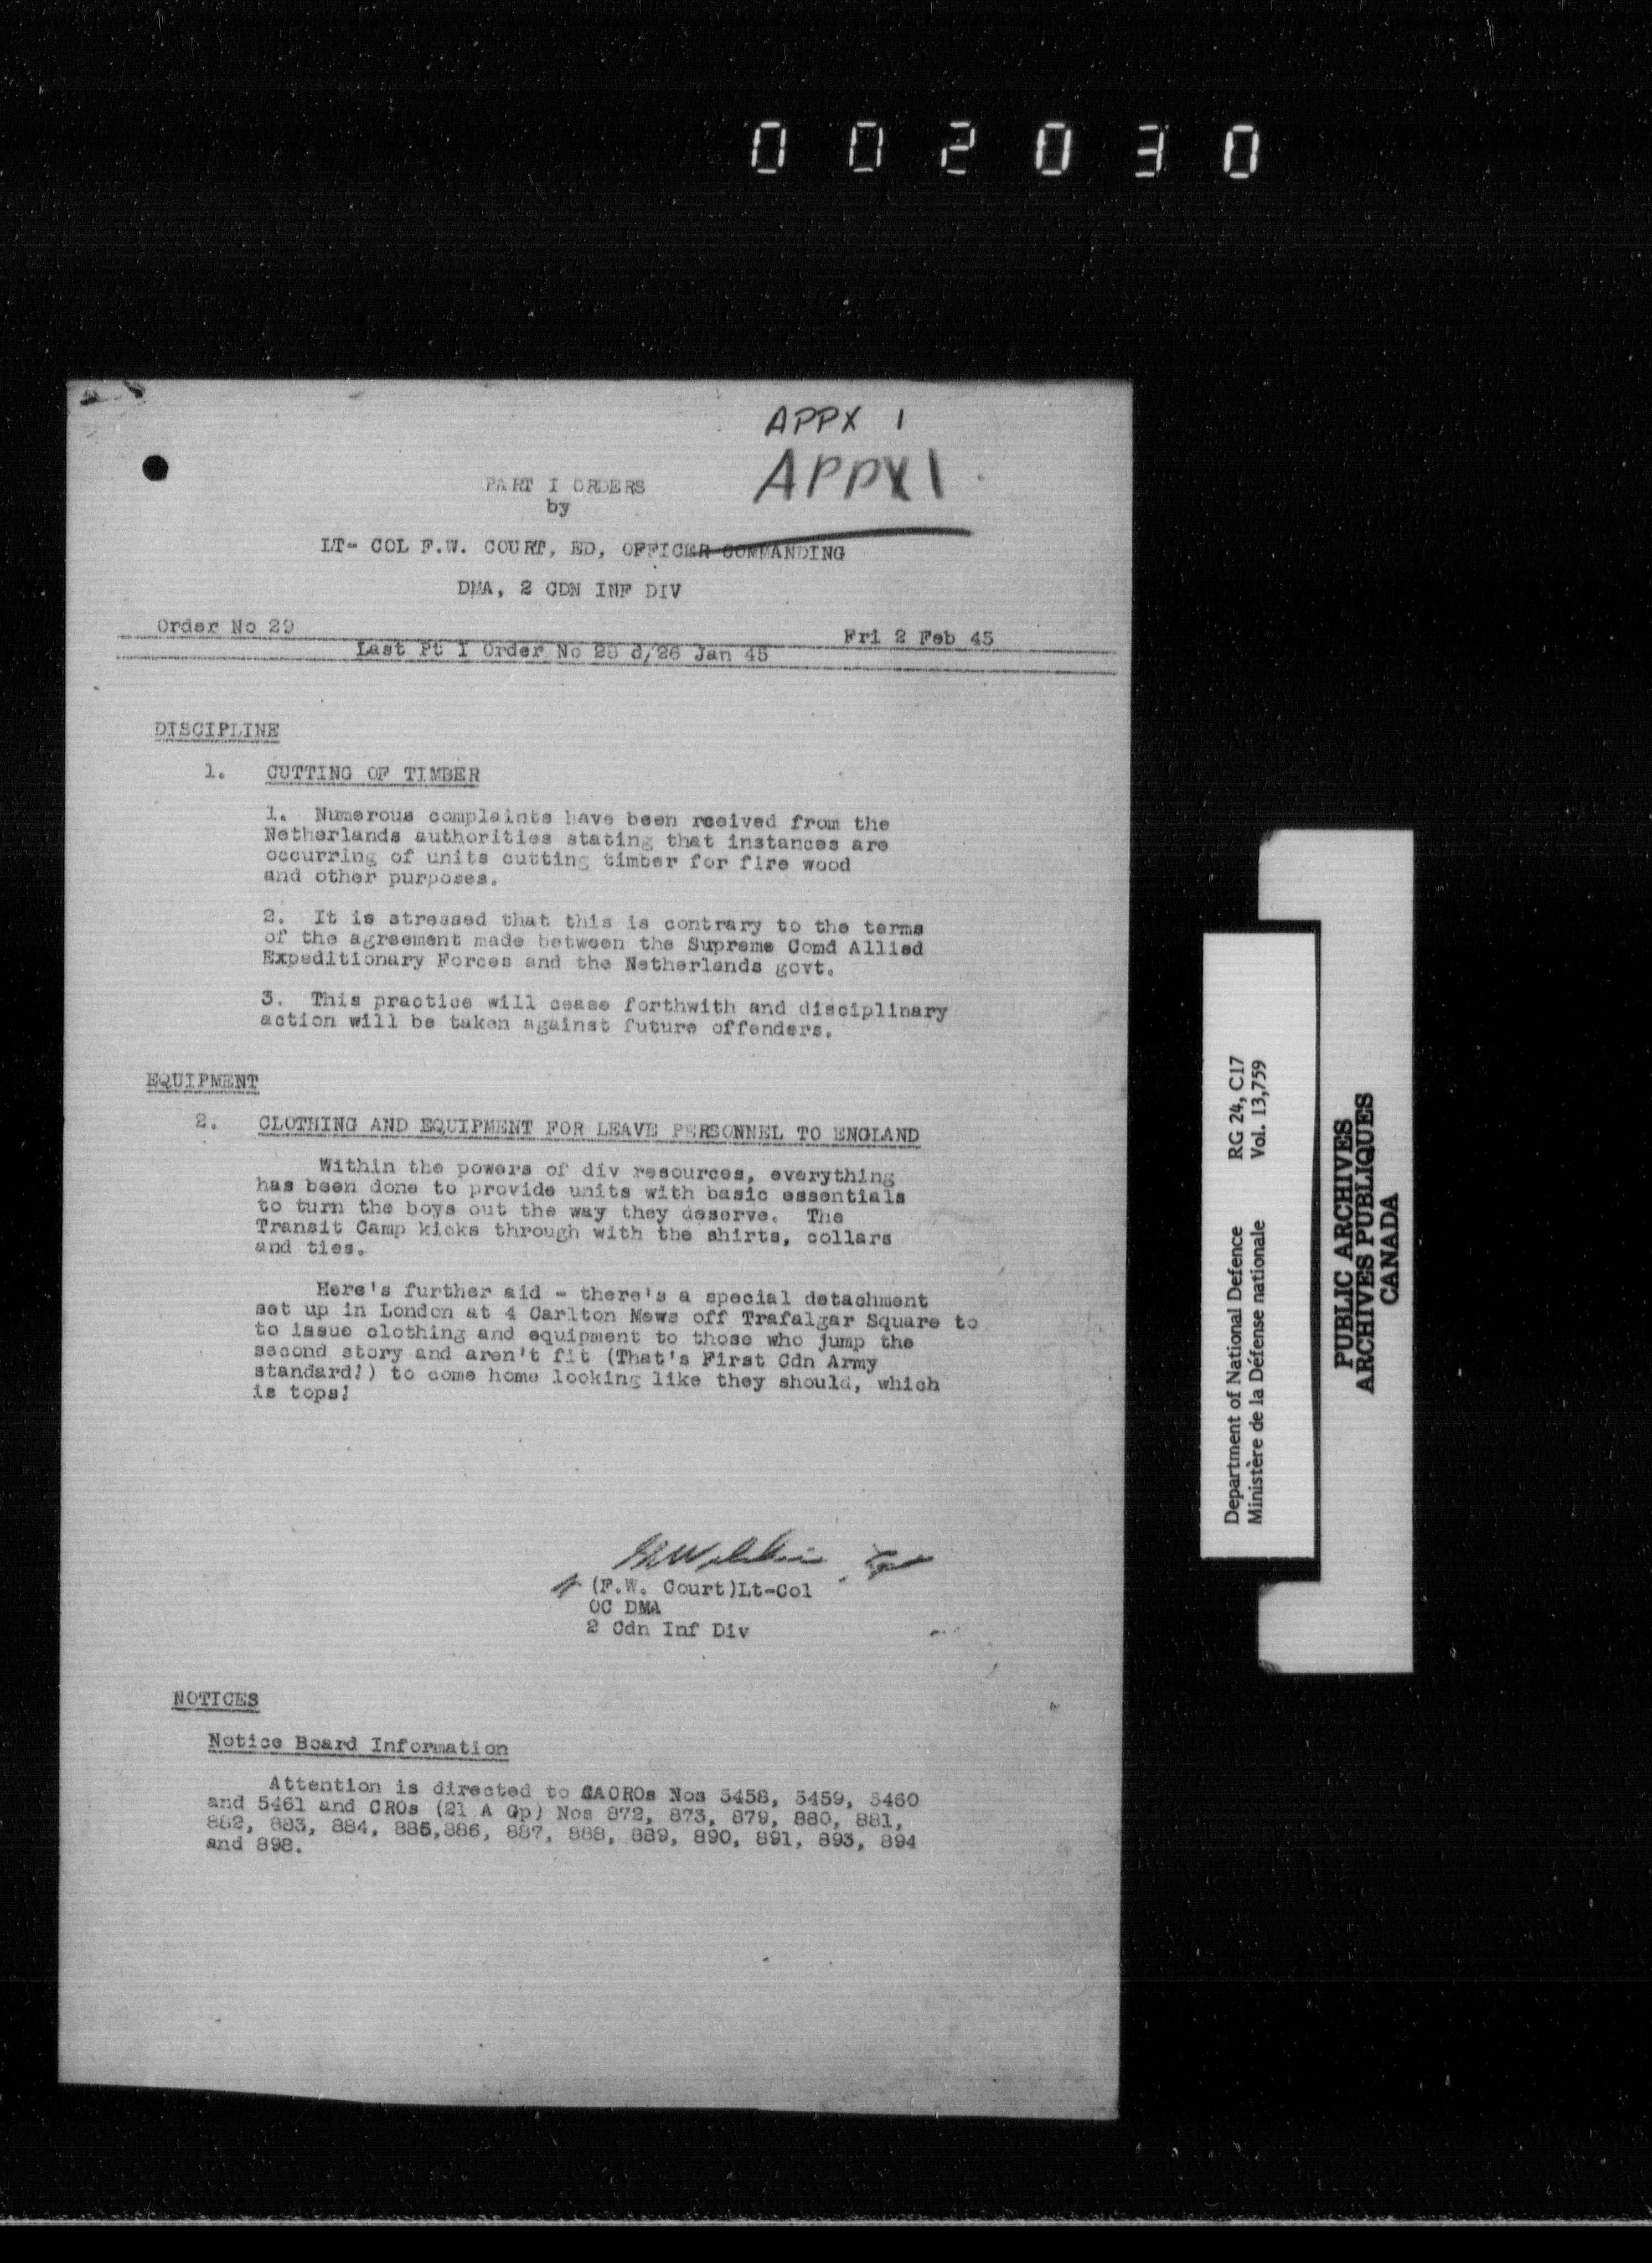 002030
APPX 1
APPX 1
PART I ORDERS
by
LT- COL F.W. COURT, ED, OFFICER COMMANDING
DMA, 2 CDN INF DIV
Order No 29
Fri 2 Feb 45
Last Pt I Order No 28 d/26 Jan 45
DISCIPLINE
1. CUTTING OF TIMBER
1. Numerous complaints have been rceived from the
Netherlands authorities stating that instances are
occurring of units cutting timber for fire wood
and other purposes.
2. It is stressed that this is contrary to the terms
of the agreement made between the Supreme Comd Allied
Expeditionary Forces and the Netherlands govt.
3. This practice will cease forthwith and disciplinary
action will be taken against future offenders.
EQUIPMENT
2. CLOTHING AND EQUIPMENT FOR LEAVE PERSONNEL TO ENGLAND
Within the powers of div resources, everything
has been done to provide units with basic essentials
to turn the boys out the way they deserve. The
Transit Camp kicks through with the shirts, collars
and ties.
Here's further aid - there's a special detachment
set up in London at 4 Carlton Mews off Trafalgar Square to
to issue clothing and equipment to those who jump the
second story and aren't fit (That's First Cdn Army
standard!) to come home looking like they should, which
is tops!
(F.W. Court)Lt-Col
OC DMA
2 Cdn Inf Div
NOTICES
Notice Board Information
Attention is directed to CAOROs Nos 5458, 5459, 5460
and 5461 and CROs (21 A Gp) Nos 872, 873, 879, 880, 881,
882, 883, 884, 885,886, 887, 888, 889, 890, 891, 893, 894
and 898.
Department of National Defence RG 24, C17
Ministère de la Défense nationale Vol. 13,759
PUBLIC ARCHIVES
ARCHIVES PUBLIQUES
CANADA